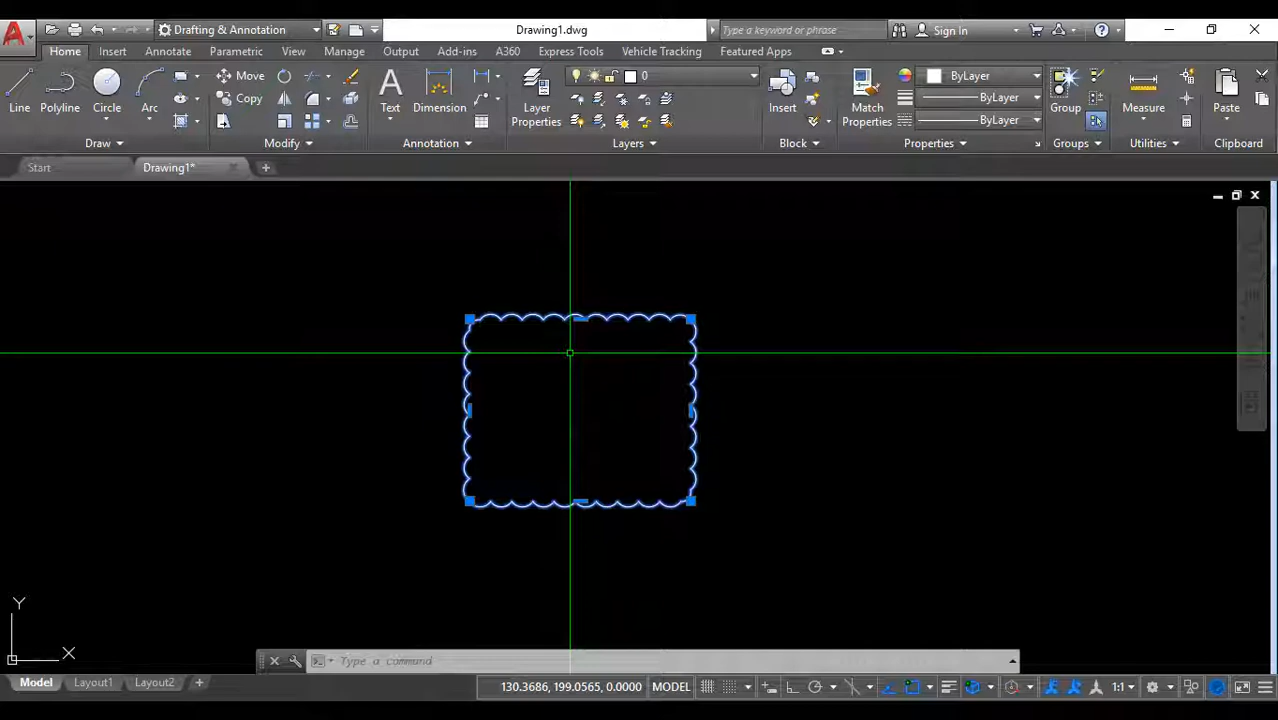 Drafting & Annotation
Drawing1.dwg
Type a keyword or phrase
Sign In
Home Insert Annotate Parametric View Manage Output Add-ins A360 Express Tools Vehicle Tracking Featured Apps
Line
Polyline
Circle
Arc
Move
Copy
Text
Dimension
Layer
Properties
0
Insert
Match
Properties
ByLayer
ByLayer
ByLayer
Group
Measure
Paste
Draw
Modify
Annotation
Layers
Block
Properties
Groups
Utilities
Clipboard
Start
Drawing1*
Y
X
Type a command
Model Layout1 Layout2
130.3686, 199.0565, 0.0000 MODEL
1:1